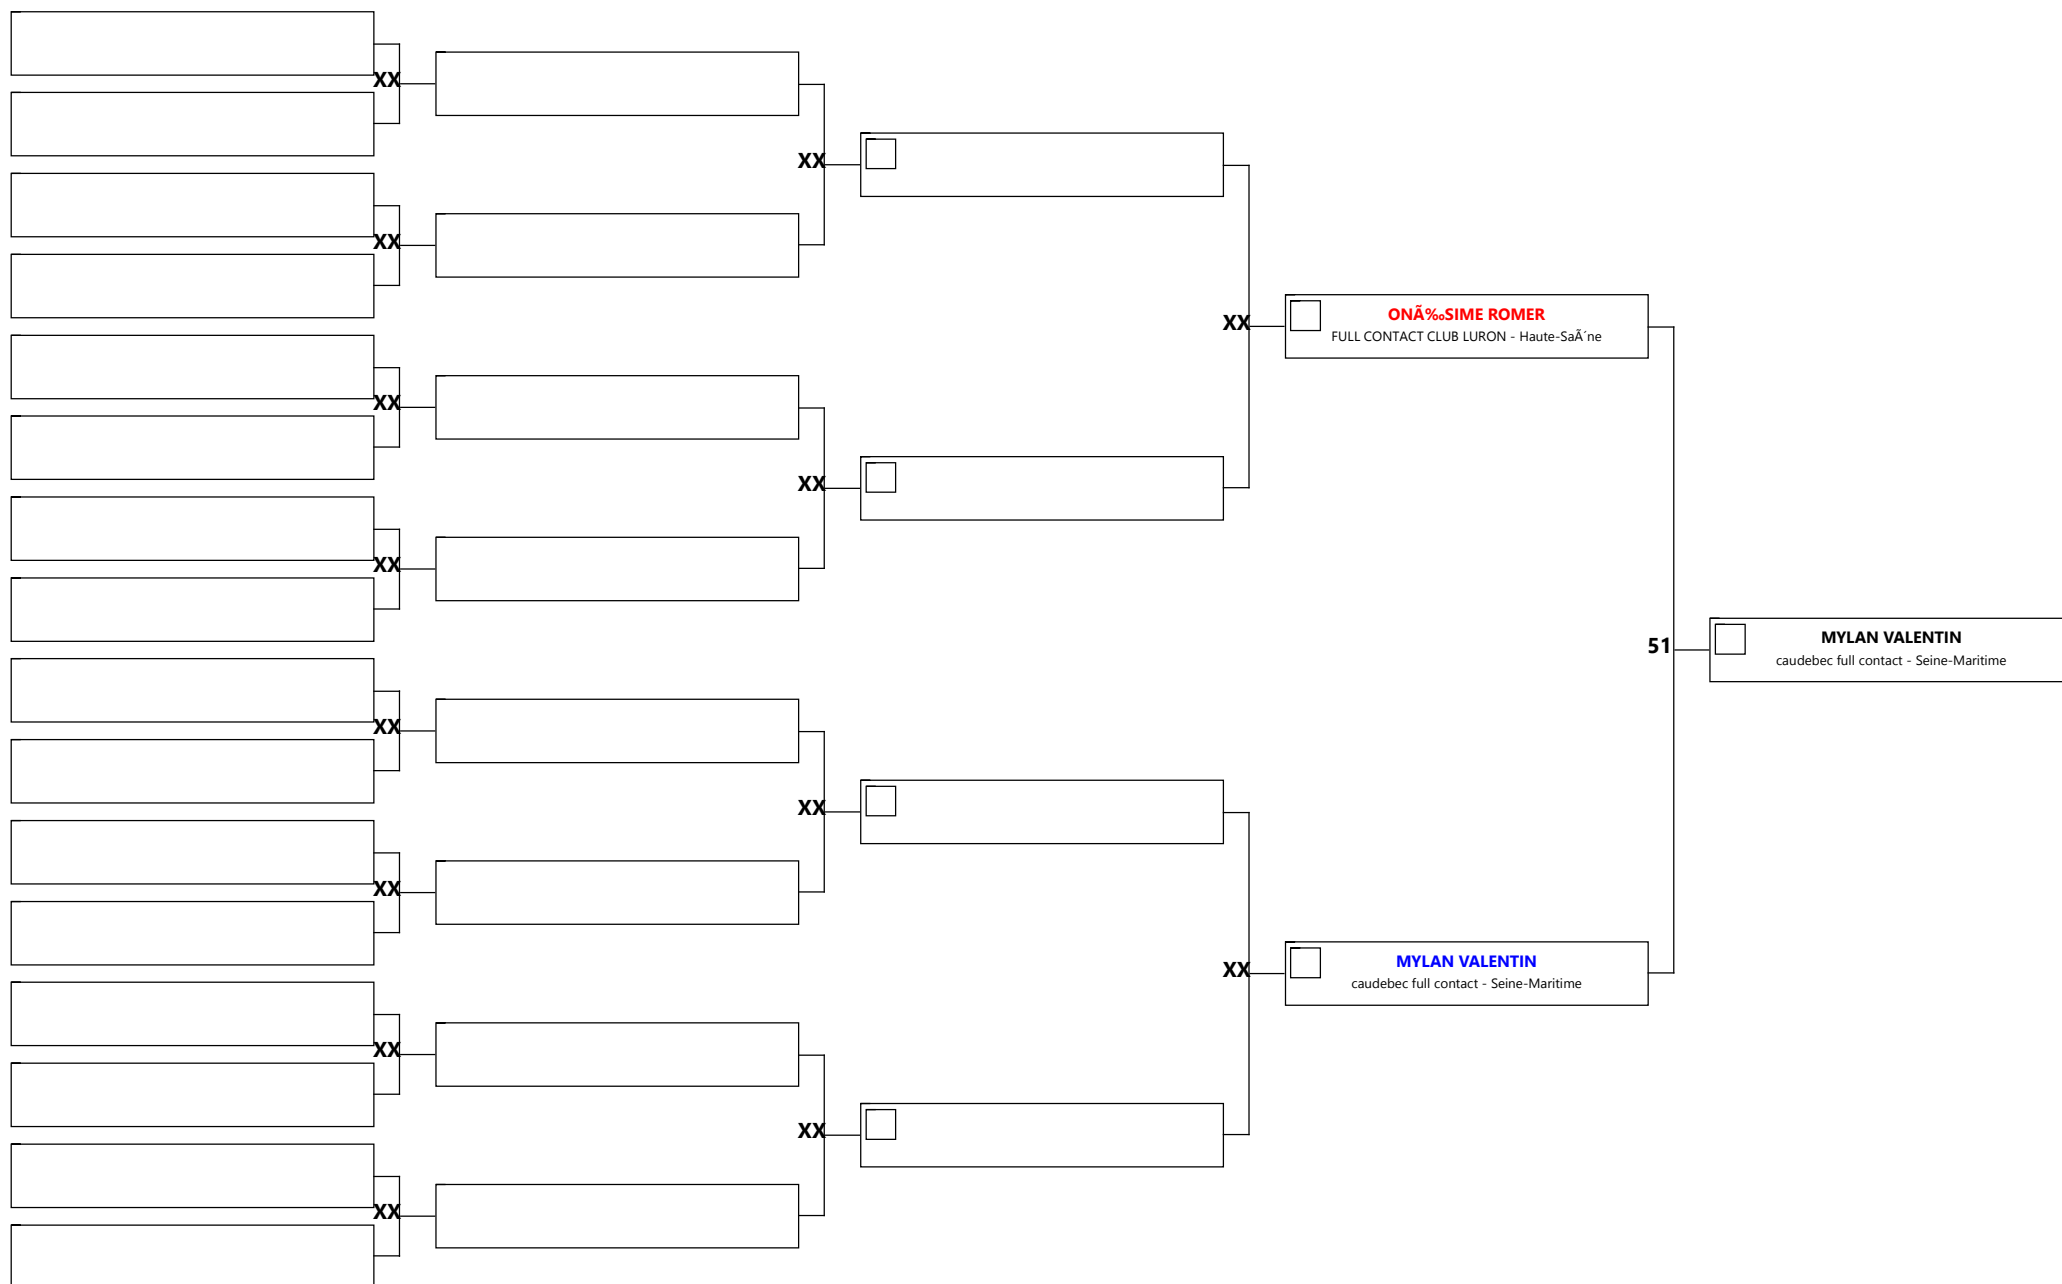 XX
XX
XX
XX
XX
XX
XX
XX
XX
XX
XX
XX
XX
ONÃ‰SIME ROMER
FULL CONTACT CLUB LURON - Haute-SaÃ´ne
XX
MYLAN VALENTIN
caudebec full contact - Seine-Maritime
51
MYLAN VALENTIN
caudebec full contact - Seine-Maritime